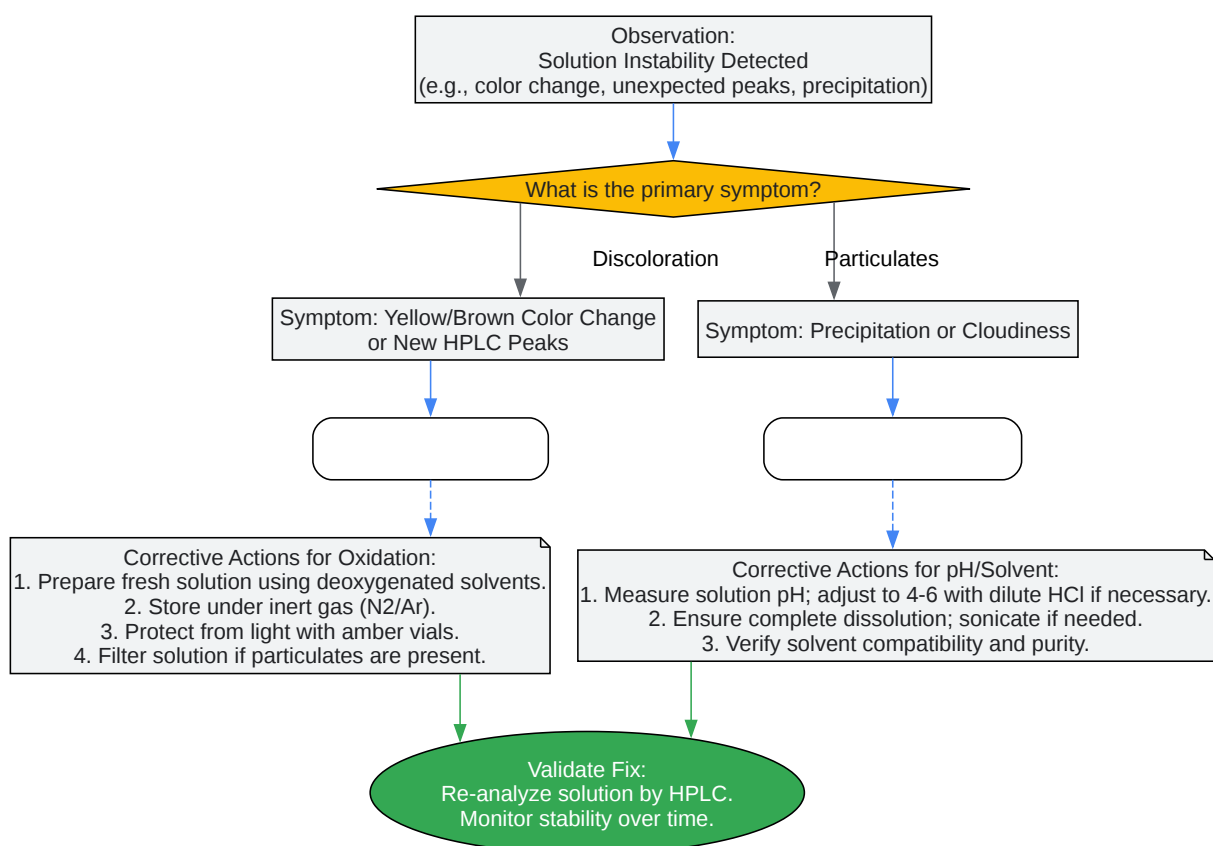 Observation:
Solution Instability Detected
(e.g., color change, unexpected peaks, precipitation)
What is the primary symptom?
Discoloration
Particulates
Symptom: Yellow/Brown Color Change
or New HPLC Peaks
Symptom: Precipitation or Cloudiness
Corrective Actions for Oxidation:
1. Prepare fresh solution using deoxygenated solvents.
2. Store under inert gas (N2/Ar).
3. Protect from light with amber vials.
4. Filter solution if particulates are present.
Corrective Actions for pH/Solvent:
1. Measure solution pH; adjust to 4-6 with dilute HCl if necessary.
2. Ensure complete dissolution; sonicate if needed.
3. Verify solvent compatibility and purity.
Validate Fix:
Re-analyze solution by HPLC.
Monitor stability over time.